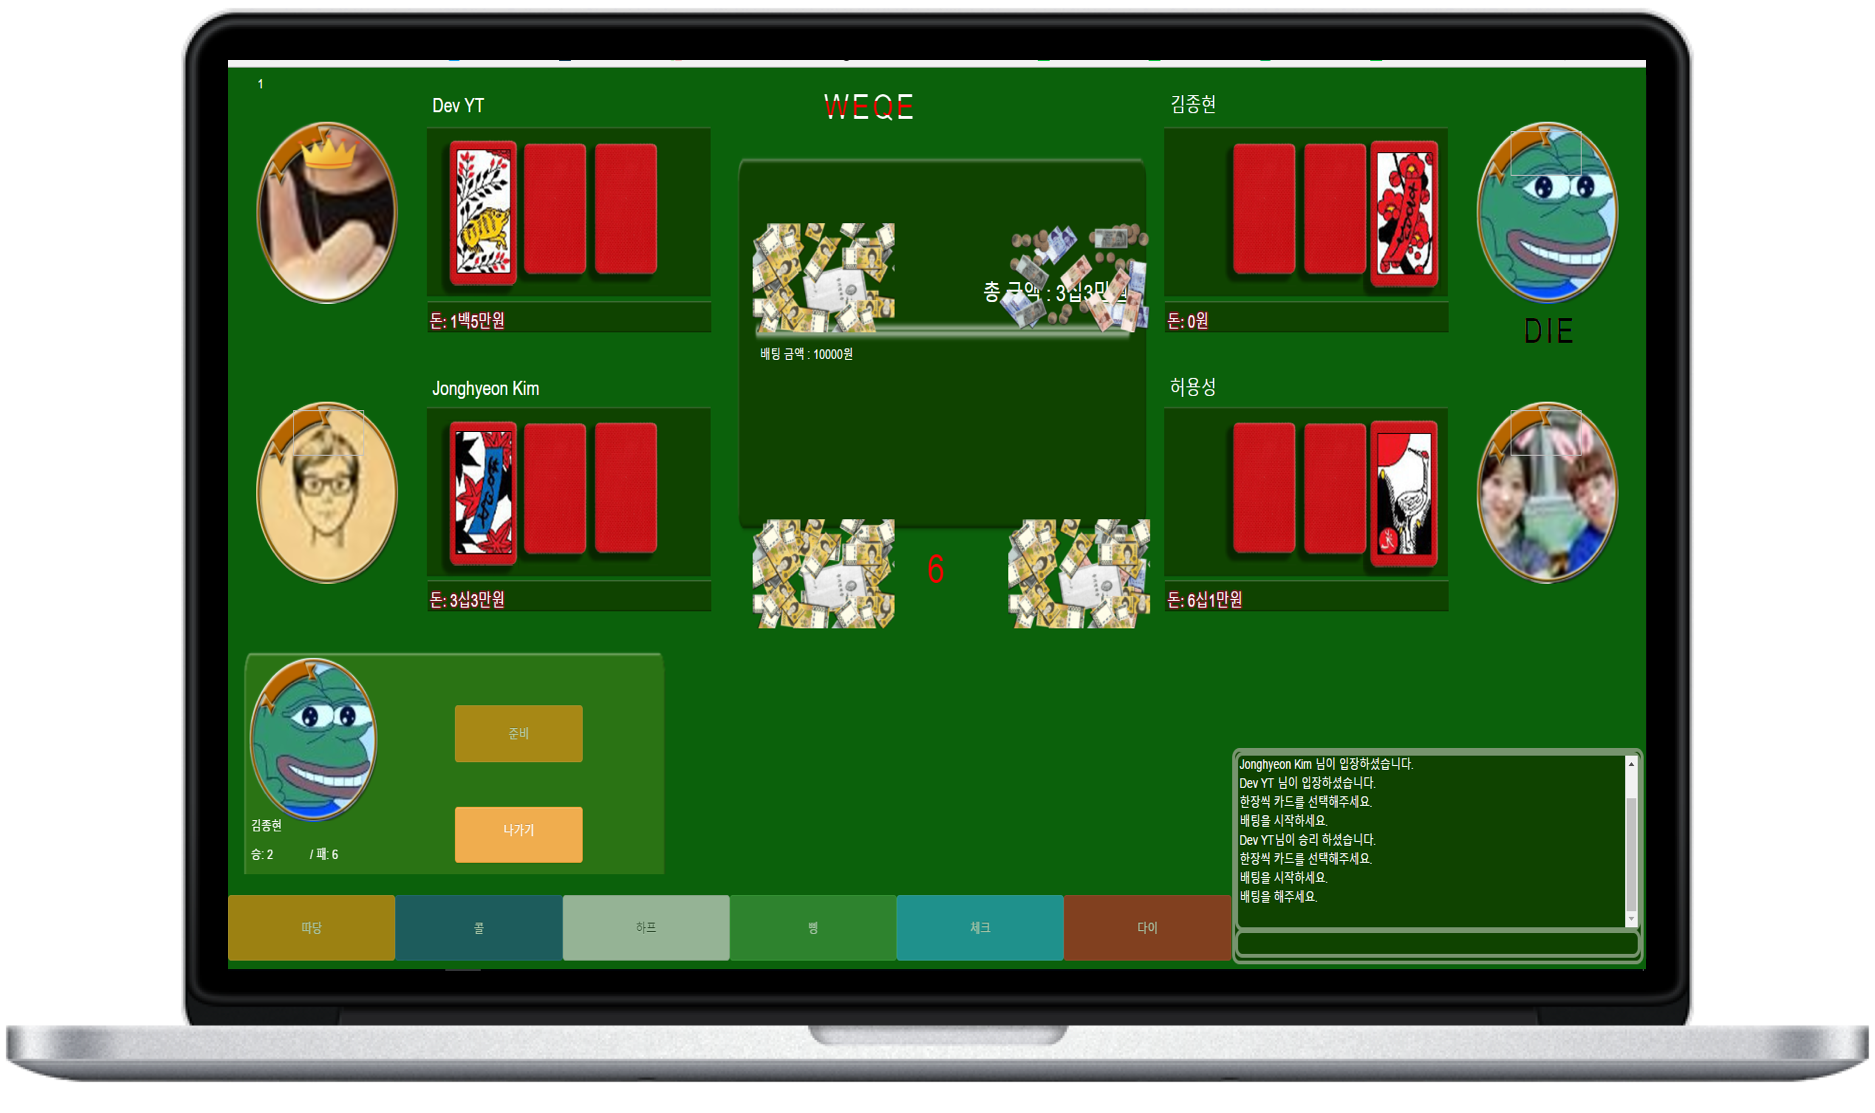 1
Dev YT
WEQE
김종현
총 금액 : 3십3만원
돈: 1백5만원
돈: 0원
DIE
배팅 금액 : 10000원
Jonghyeon Kim
허용성
6
돈: 3십3만원
돈: 6십1만원
준비
나가기
김종현
승: 2 / 패: 6
Jonghyeon Kim 님이 입장하셨습니다.
Dev YT 님이 입장하셨습니다.
한장씩 카드를 선택해주세요.
배팅을 시작하세요.
Dev YT님이 승리 하셨습니다.
한장씩 카드를 선택해주세요.
배팅을 시작하세요.
배팅을 해주세요.
따당
콜
하프
삥
체크
다이